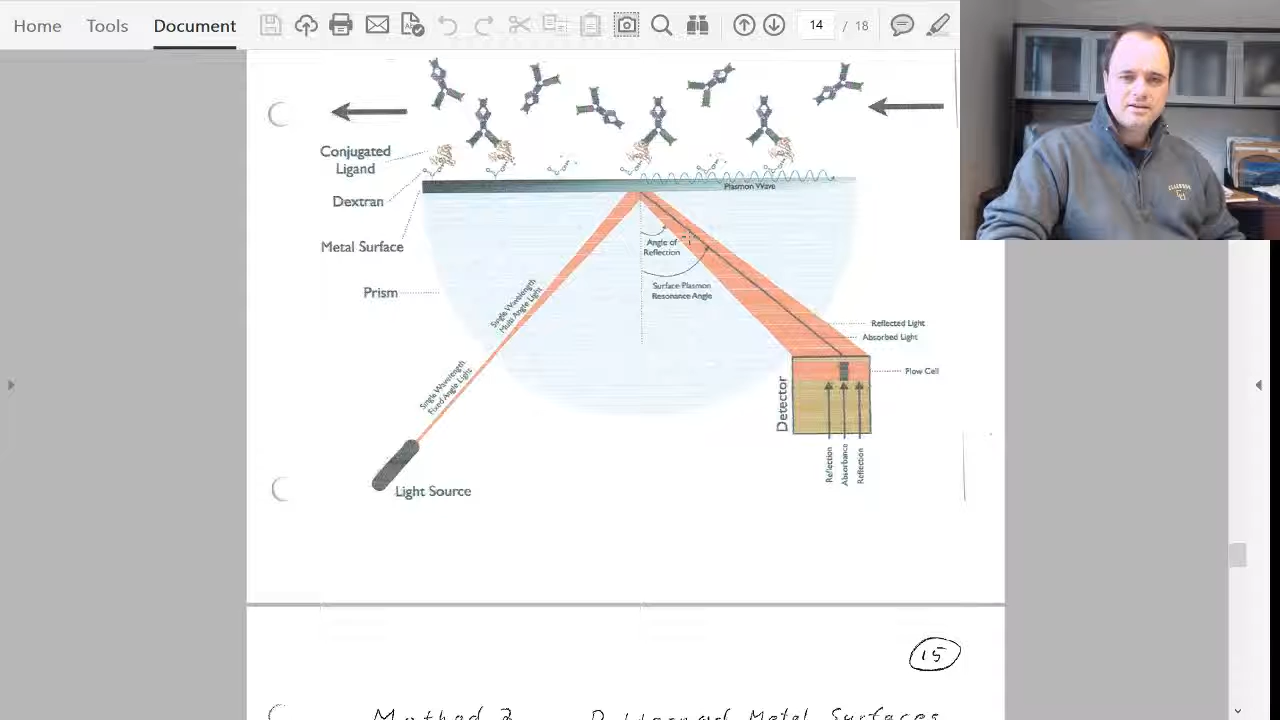 Home Tools Document 14 / 18
Conjugated
Ligand
Dextran
Metal Surface
Prism
Plasmon Wave
Angle of
Reflection
Surface Plasmon
Resonance Angle
Single Wavelength
Multi Angle Light
Single Wavelength
Fixed Angle Light
Reflected Light
Absorbed Light
Flow Cell
Detector
Reflection
Absorbance
Reflection
Light Source
15
Method 2 Patterned Metal Surfaces